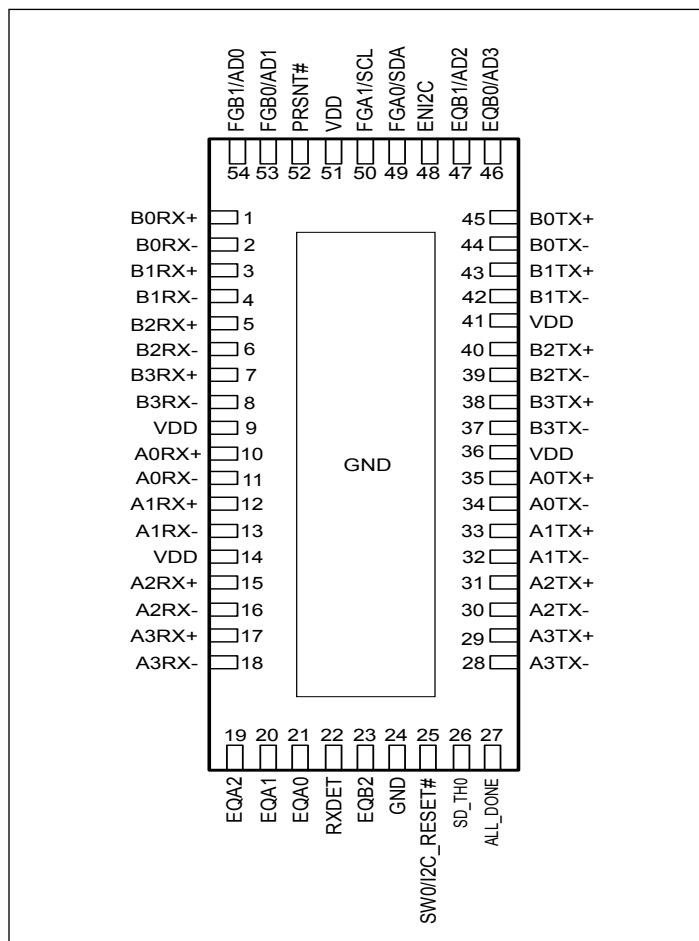 FGB1/AD0
FGB0/AD1
PRSNT#
VDD
FGA1/SCL
FGA0/SDA
ENI2C
EQB1/AD2
EQB0/AD3
54 53 52 51 50 49 48 47 46
B0RX+ 1 45 B0TX+
B0RX- 2 44 B0TX-
B1RX+ 3 43 B1TX+
B1RX- 4 42 B1TX-
B2RX+ 5 41 VDD
B2RX- 6 40 B2TX+
B3RX+ 7 39 B2TX-
B3RX- 8 38 B3TX+
VDD 9 37 B3TX-
A0RX+ 10 36 VDD
GND
A0RX- 11 35 A0TX+
A1RX+ 12 34 A0TX-
A1RX- 13 33 A1TX+
VDD 14 32 A1TX-
A2RX+ 15 31 A2TX+
A2RX- 16 30 A2TX-
A3RX+ 17 29 A3TX+
A3RX- 18 28 A3TX-
19 20 21 22 23 24 25 26 27
EQA2
EQA1
EQA0
RXDET
EQB2
GND
SW0/I2C_RESET#
SD_TH0
ALL_DONE